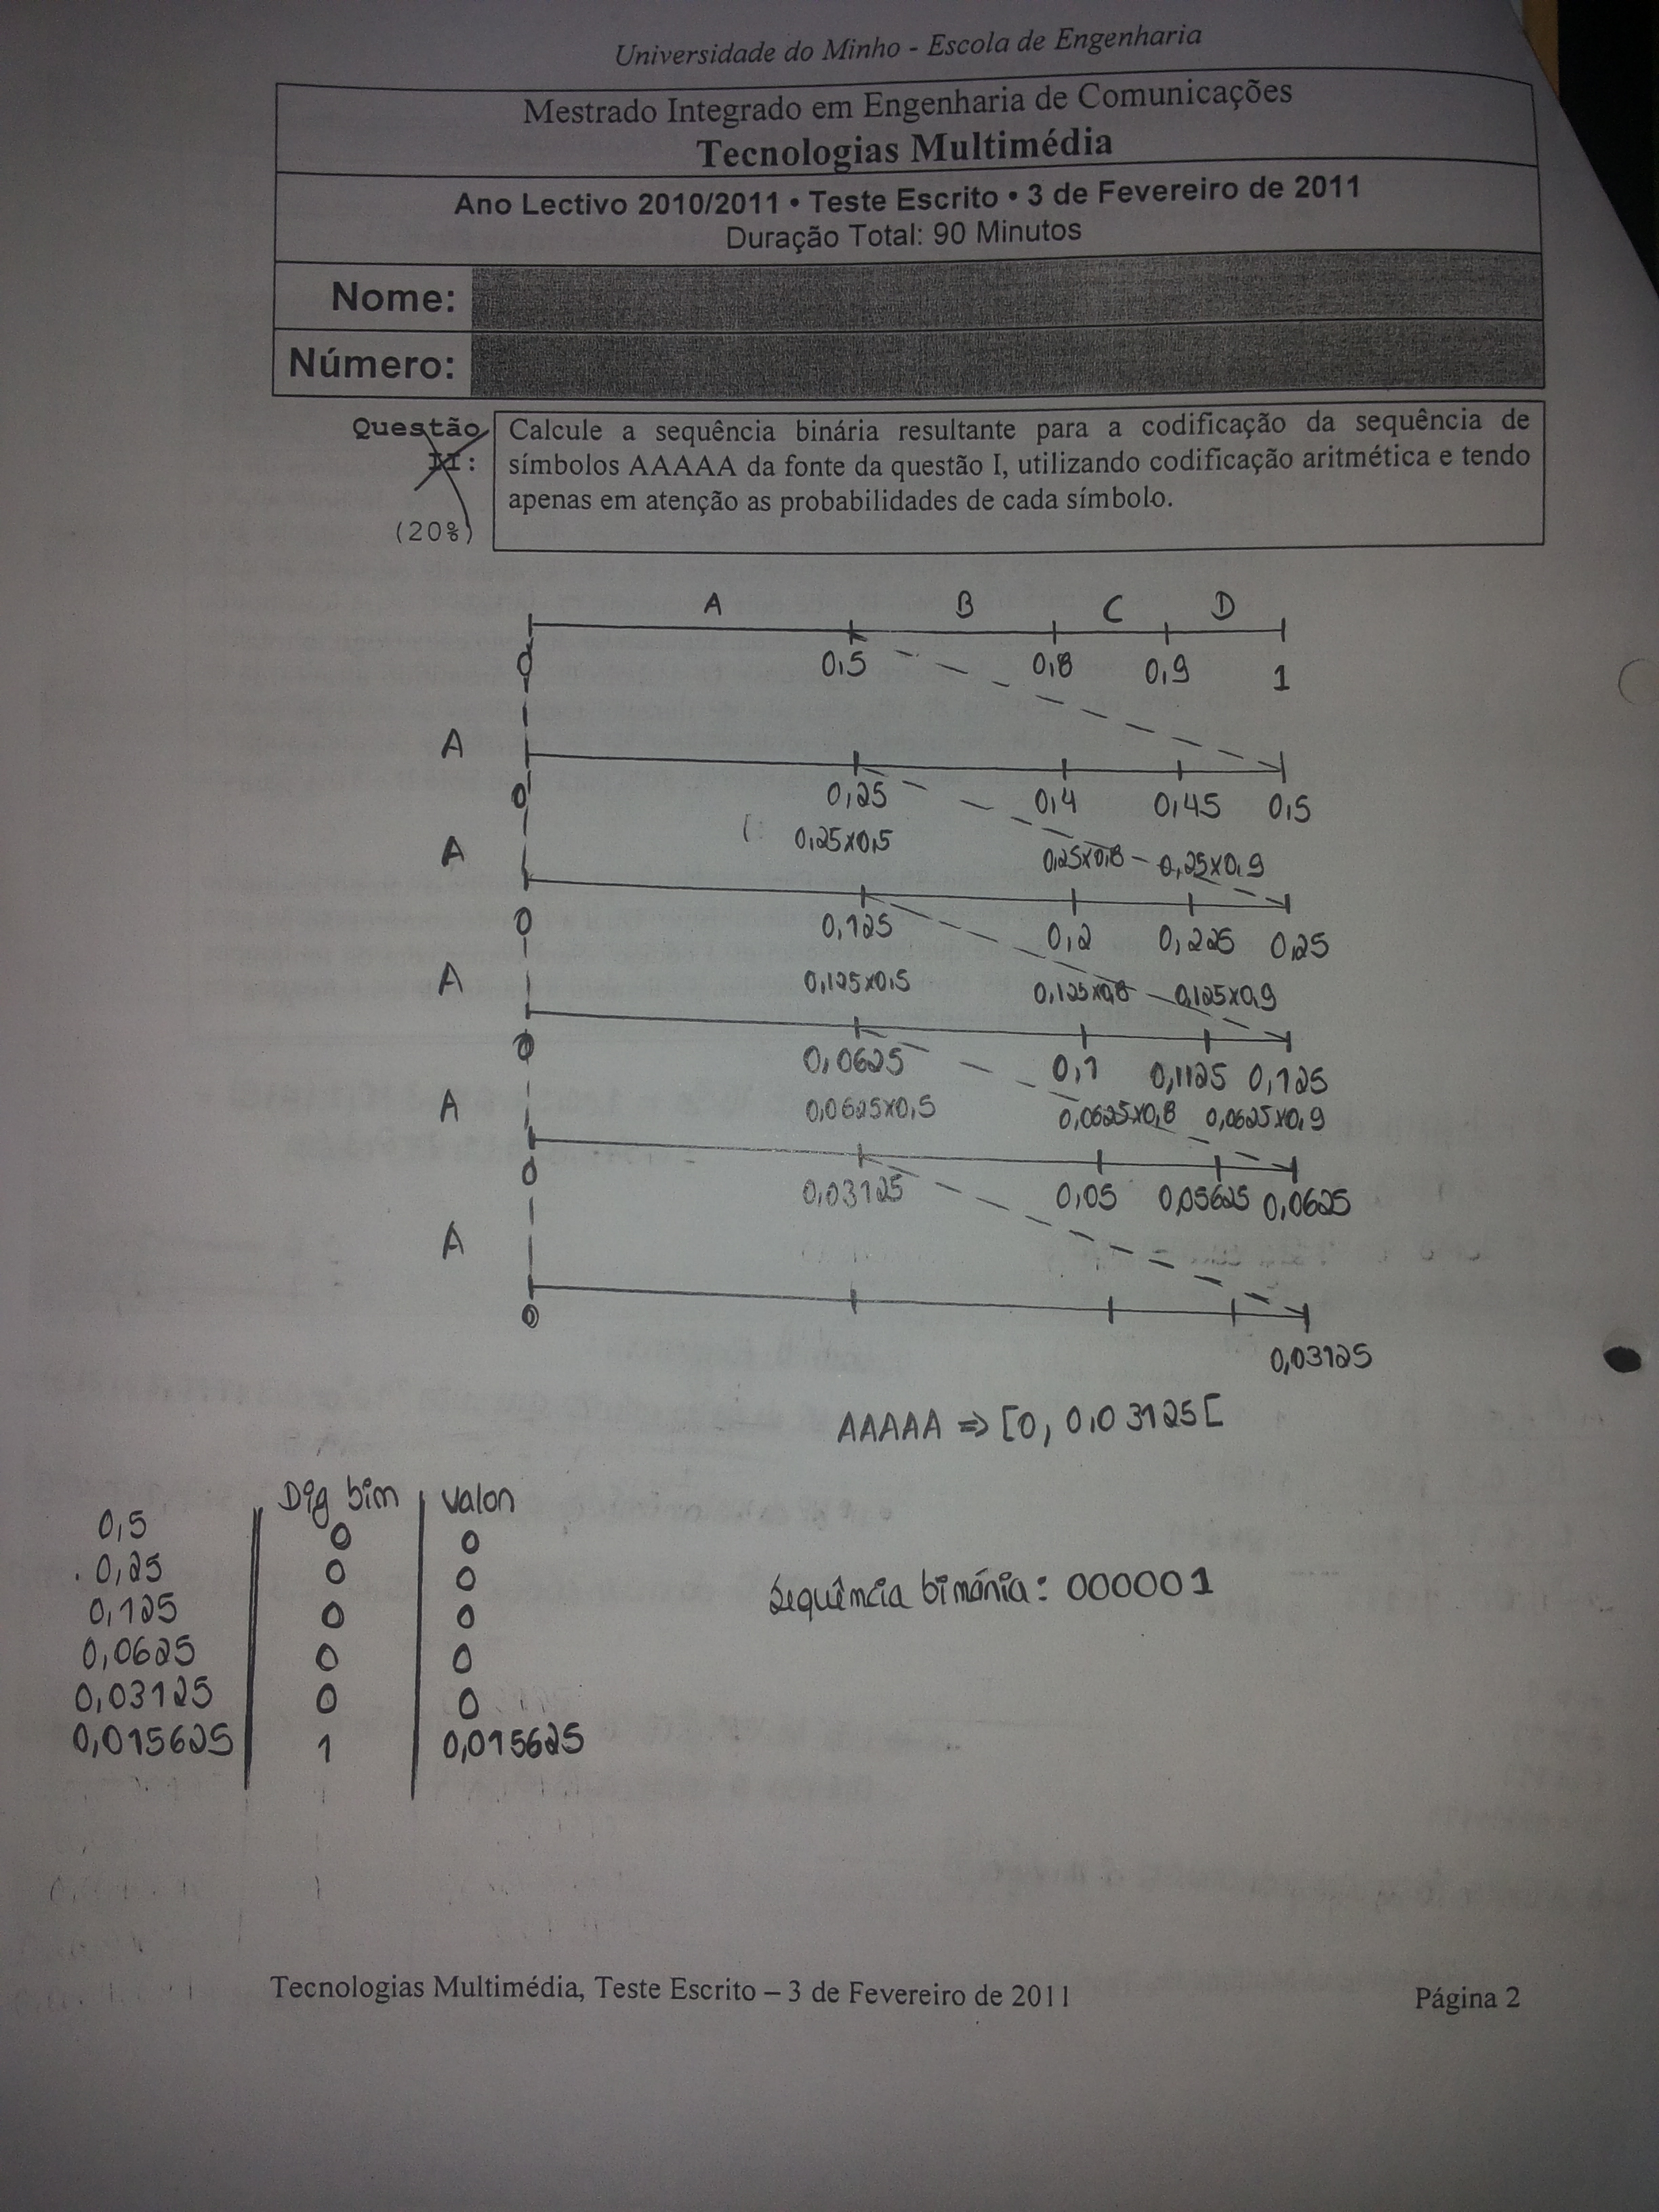 Universidade do Minho - Escola de Engenharia
Mestrado Integrado em Engenharia de Comunicações
Tecnologias Multimédia
Ano Lectivo 2010/2011 • Teste Escrito • 3 de Fevereiro de 2011
Duração Total: 90 Minutos
Nome:
Número:
Questão II:
(20%)
Calcule a sequência binária resultante para a codificação da sequência de
símbolos AAAAA da fonte da questão I, utilizando codificação aritmética e tendo
apenas em atenção as probabilidades de cada símbolo.
A B C D
0 0,5 0,8 0,9 1
A
0 0,25 0,4 0,45 0,5
0,25x0,5 0,25x0,8 0,25x0,9
A
0 0,125 0,2 0,225 0,25
0,125x0,5 0,125x0,8 0,125x0,9
A
0 0,0625 0,1 0,1125 0,125
0,0625x0,5 0,0625x0,8 0,0625x0,9
A
0 0,03125 0,05 0,05625 0,0625
A
0 0,03125
AAAAA => [0, 0,03125[
Dig bin valor
0,5 0 0
0,25 0 0
0,125 0 0
0,0625 0 0
0,03125 0 0
0,015625 1 0,015625
Sequência binária: 000001
Tecnologias Multimédia, Teste Escrito – 3 de Fevereiro de 2011 Página 2